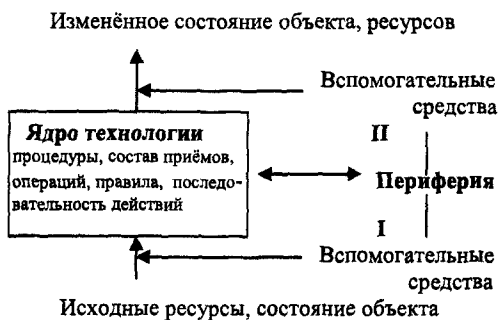 Изменённое состояние объекта, ресурсов
Вспомогательные
средства
Ядро технологии
процедуры, состав приёмов,
операций, правила, последо-
вательность действий
II
Периферия
I
Вспомогательные
средства
Исходные ресурсы, состояние объекта